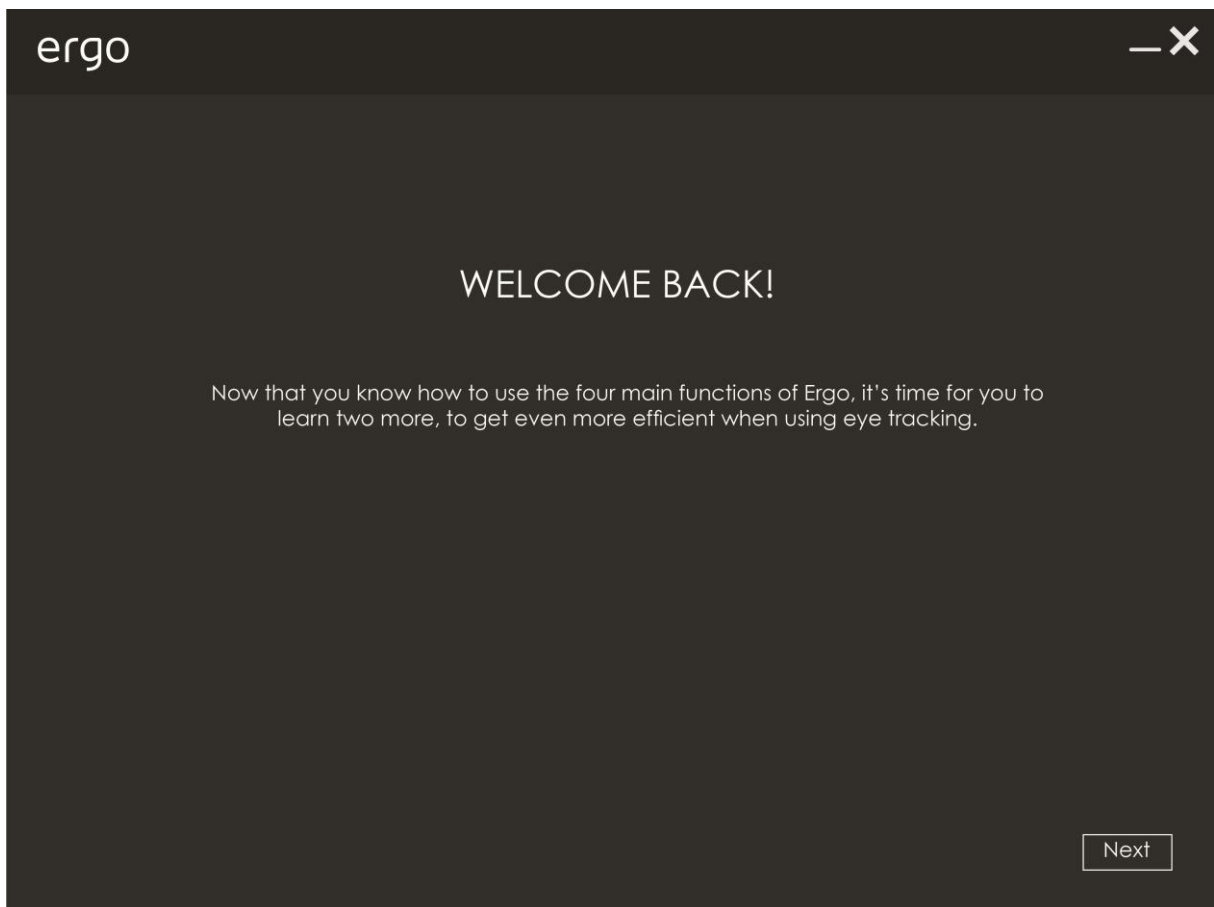 ergo
WELCOME BACK!
Now that you know how to use the four main functions of Ergo, it’s time for you to
learn two more, to get even more efficient when using eye tracking.
Next